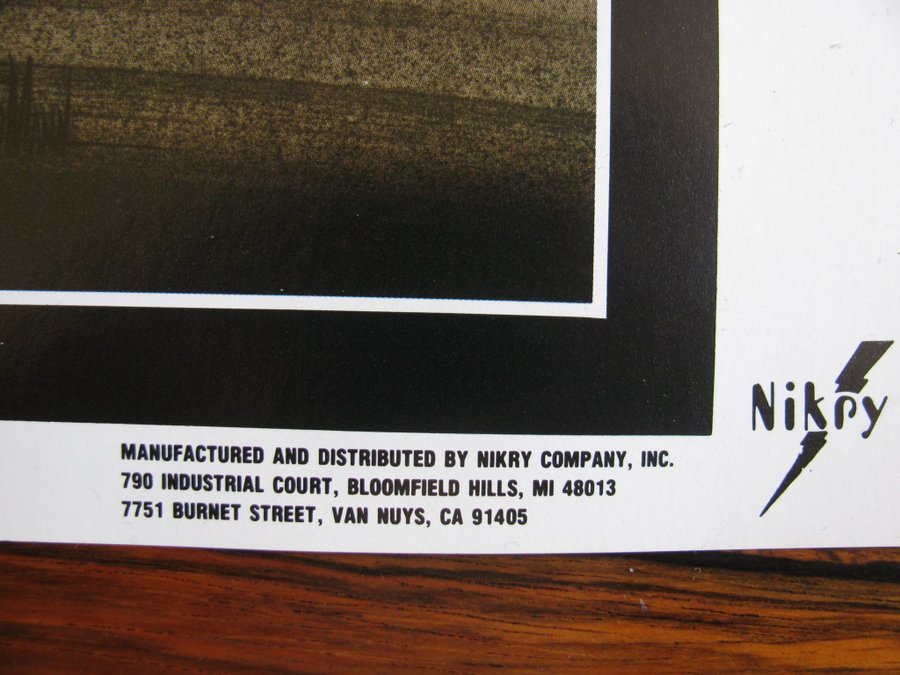 Nikry
MANUFACTURED AND DISTRIBUTED BY NIKRY COMPANY, INC.
790 INDUSTRIAL COURT, BLOOMFIELD HILLS, MI 48013
7751 BURNET STREET, VAN NUYS, CA 91405